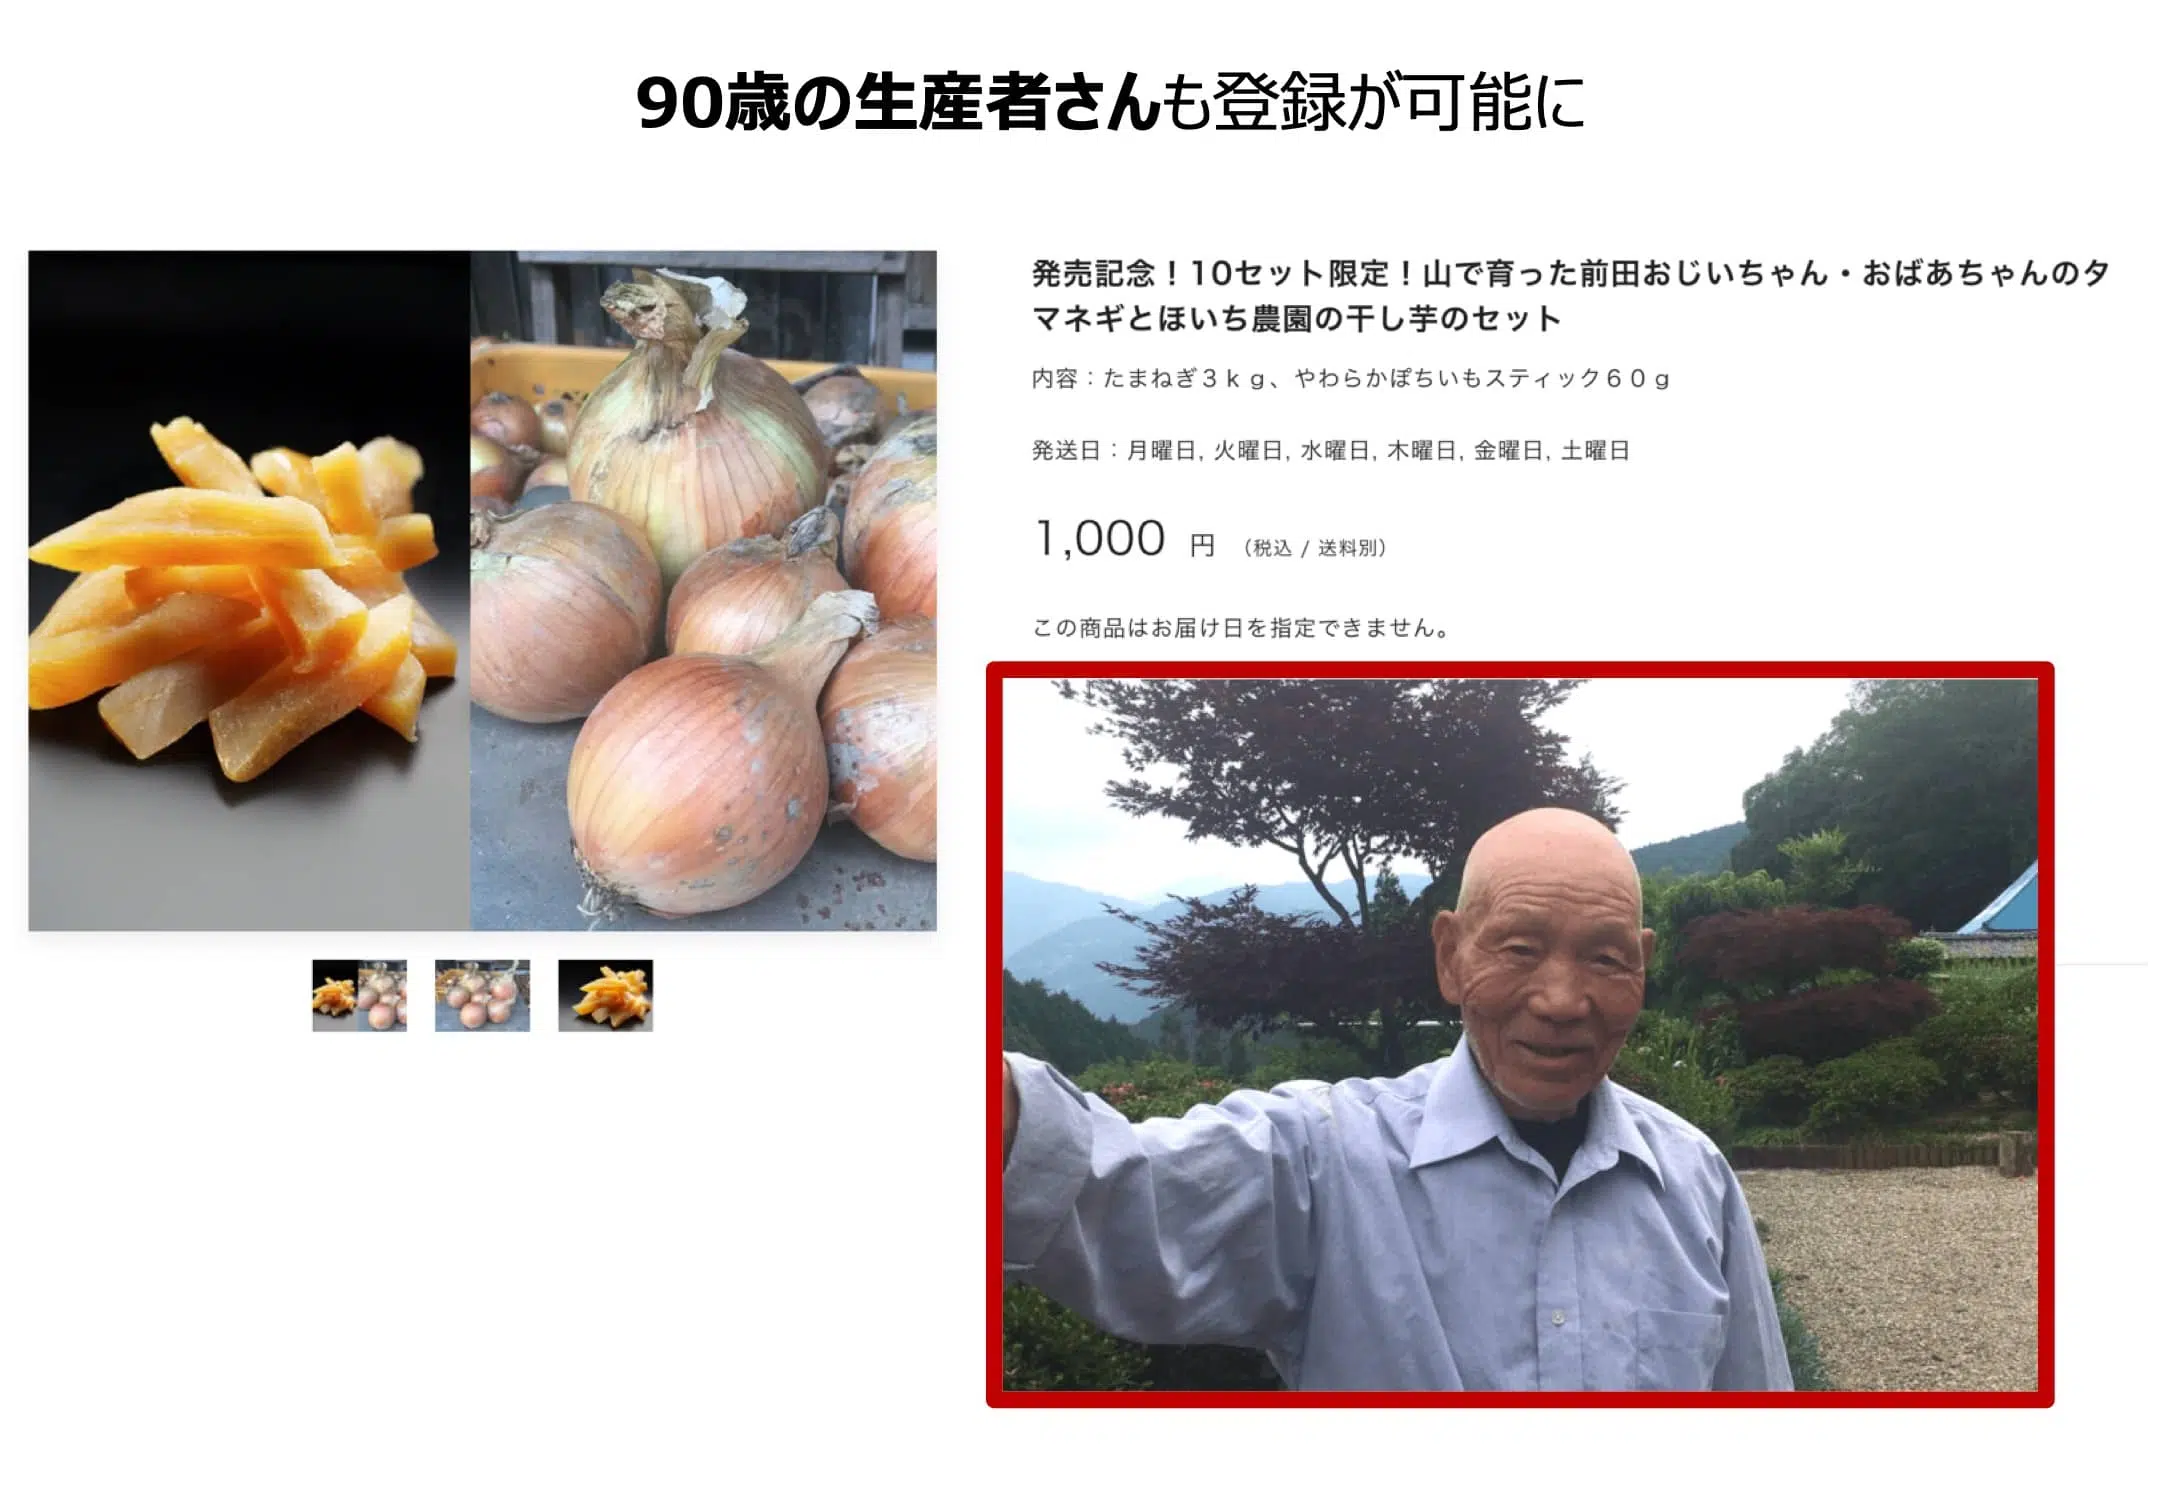 90歳の生産者さんも登録が可能に
発売記念！10セット限定！山で育った前田おじいちゃん・おばあちゃんのタ
マネギとほいち農園の干し芋のセット
内容：たまねぎ３ｋｇ、やわらかぽちいもスティック６０ｇ
発送日：月曜日, 火曜日, 水曜日, 木曜日, 金曜日, 土曜日
1,000 円 （税込 / 送料別）
この商品はお届け日を指定できません。